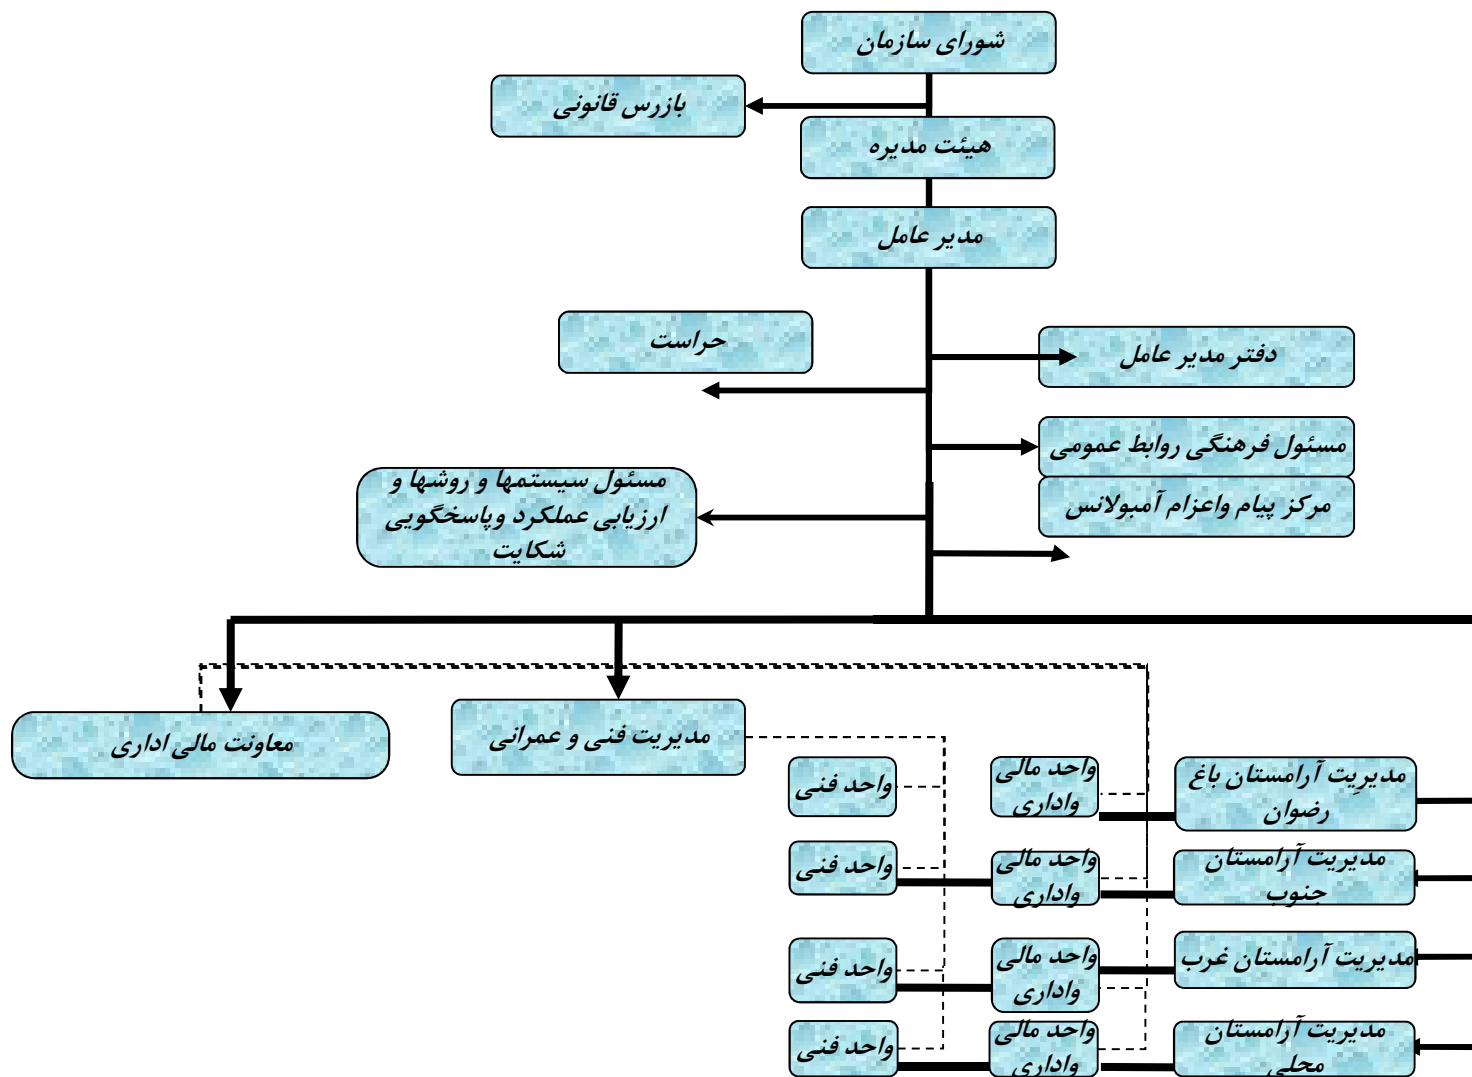 شورای سازمان
بازرس قانونی
هیئت مدیره
مدیر عامل
حراست
دفتر مدیر عامل
مسئول فرهنگی روابط عمومی
مرکز پیام واعزام آمبولانس
مسئول سیستمها و روشها و
ارزیابی عملکرد وپاسخگویی
شکایت
معاونت مالی اداری
مدیریت فنی و عمرانی
مدیریِت آرامستان باغ
رضوان
واحد مالی
واداری
واحد فنی
مدیریت آرامستان
جنوب
واحد مالی
واداری
واحد فنی
مدیریت آرامستان غرب
واحد مالی
واداری
واحد فنی
مدیریت آرامستان
محلی
واحد مالی
واداری
واحد فنی